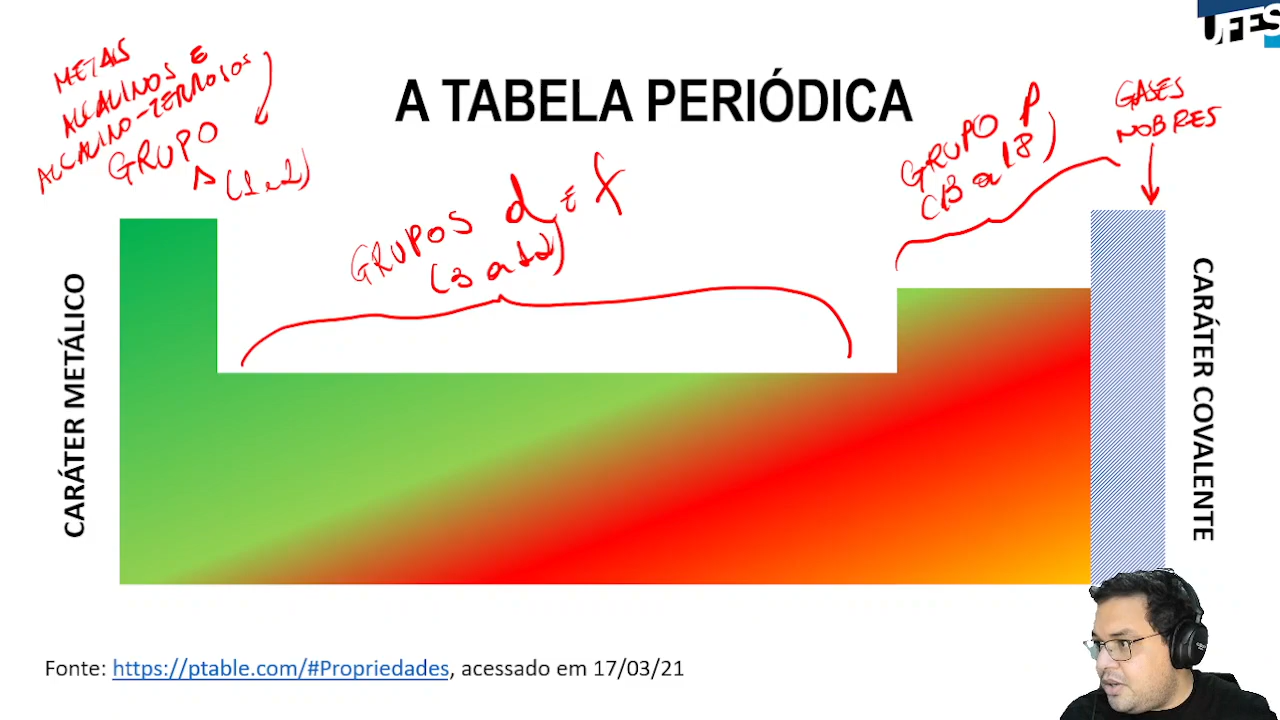 UFES
METAIS
ALCALINOS E
ALCALINO-TERROSOS
GRUPO
s (1 e 2)
A TABELA PERIÓDICA
GRUPOS d e f
(3 a 12)
GRUPO p
(13 a 18)
GASES
NOBRES
CARÁTER METÁLICO
CARÁTER COVALENTE
Fonte: https://ptable.com/#Propriedades, acessado em 17/03/21